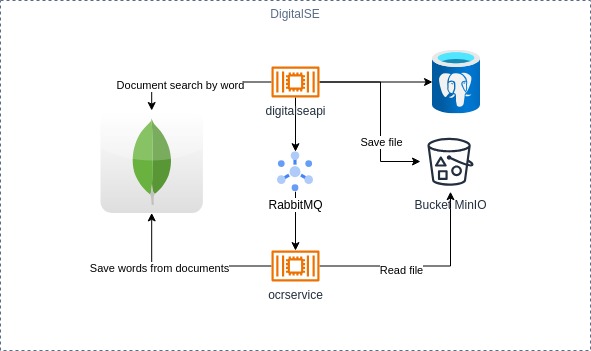 DigitalSE
Document search by word
digitalseapi
Save file
RabbitMQ
Bucket MinIO
Save words from documents
Read file
ocrservice